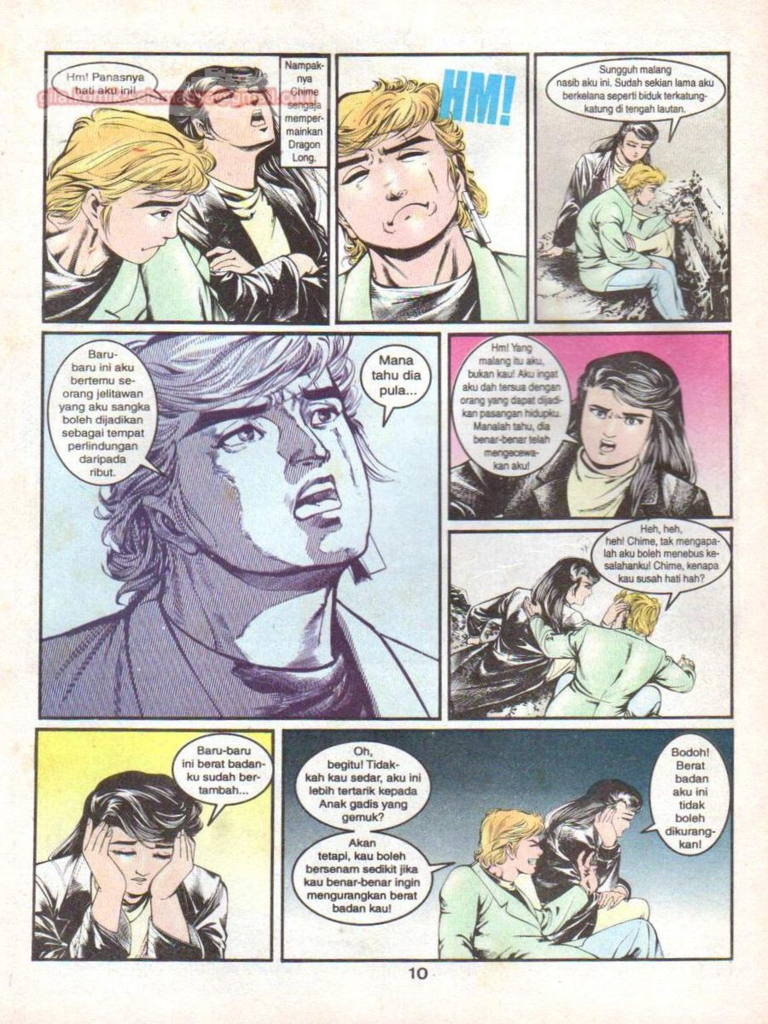 Hm! Panasnya
hati aku ini!
Nampak-
nya
Chime
sengaja
memper-
mainkan
Dragon
Long.
HM!
Sungguh malang
nasib aku ini. Sudah sekian lama aku
berkelana seperti biduk terkatung-
katung di tengah lautan.
Baru-
baru ini aku
bertemu se-
orang jelitawan
yang aku sangka
boleh dijadikan
sebagai tempat
perlindungan
daripada
ribut.
Mana
tahu dia
pula...
Hm! Yang
malang itu aku,
bukan kau! Aku ingat
aku dah tersua dengan
orang yang dapat dijadi-
kan pasangan hidupku.
Manalah tahu, dia
benar-benar telah
mengecewa-
kan aku!
Heh, heh,
heh! Chime, tak mengapa-
lah aku boleh menebus ke-
salahanku! Chime, kenapa
kau susah hati hah?
Baru-baru
ini berat badan-
ku sudah ber-
tambah...
Oh,
begitu! Tidak-
kah kau sedar, aku ini
lebih tertarik kepada
Anak gadis yang
gemuk?
Akan
tetapi, kau boleh
bersenam sedikit jika
kau benar-benar ingin
mengurangkan berat
badan kau!
Bodoh!
Berat
badan
aku ini
tidak
boleh
dikurang-
kan!
10